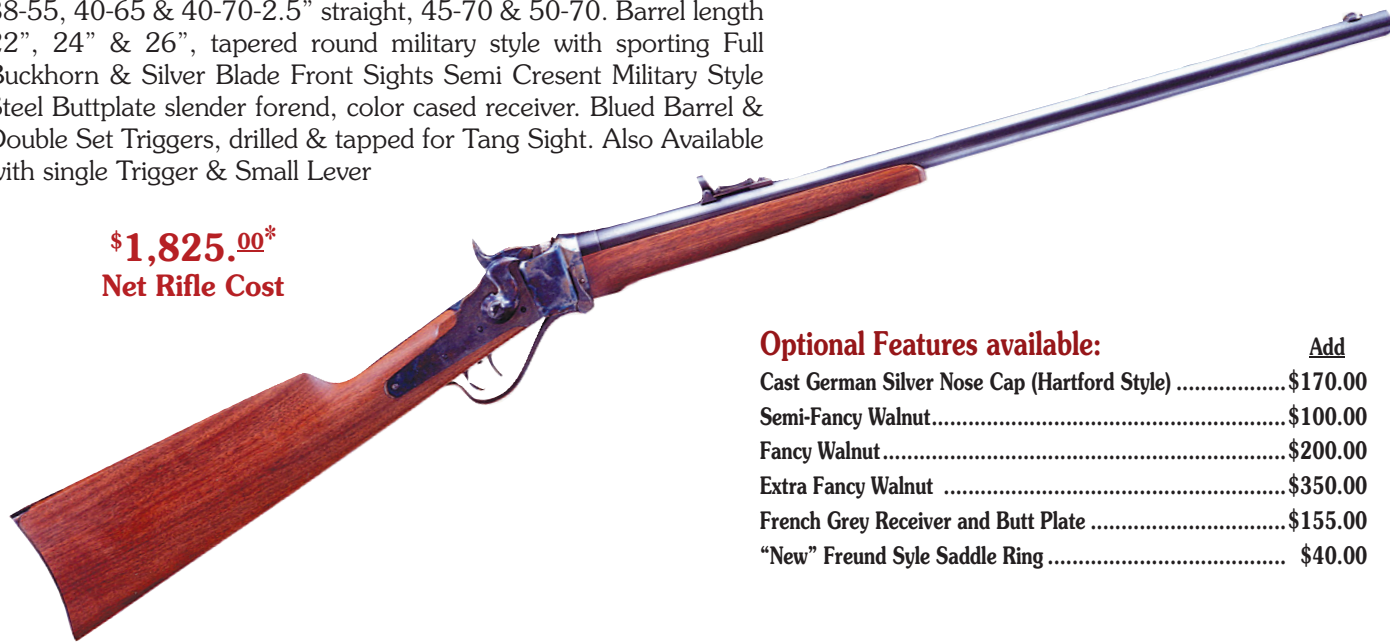 38-55, 40-65 & 40-70-2.5” straight, 45-70 & 50-70. Barrel length
22”, 24” & 26”, tapered round military style with sporting Full
Buckhorn & Silver Blade Front Sights Semi Cresent Military Style
Steel Buttplate slender forend, color cased receiver. Blued Barrel &
Double Set Triggers, drilled & tapped for Tang Sight. Also Available
with single Trigger & Small Lever
$1,825.00*
Net Rifle Cost
Optional Features available: Add
Cast German Silver Nose Cap (Hartford Style) ..................$170.00
Semi-Fancy Walnut...........................................................$100.00
Fancy Walnut...................................................................$200.00
Extra Fancy Walnut .........................................................$350.00
French Grey Receiver and Butt Plate ................................$155.00
“New” Freund Syle Saddle Ring ....................................... $40.00